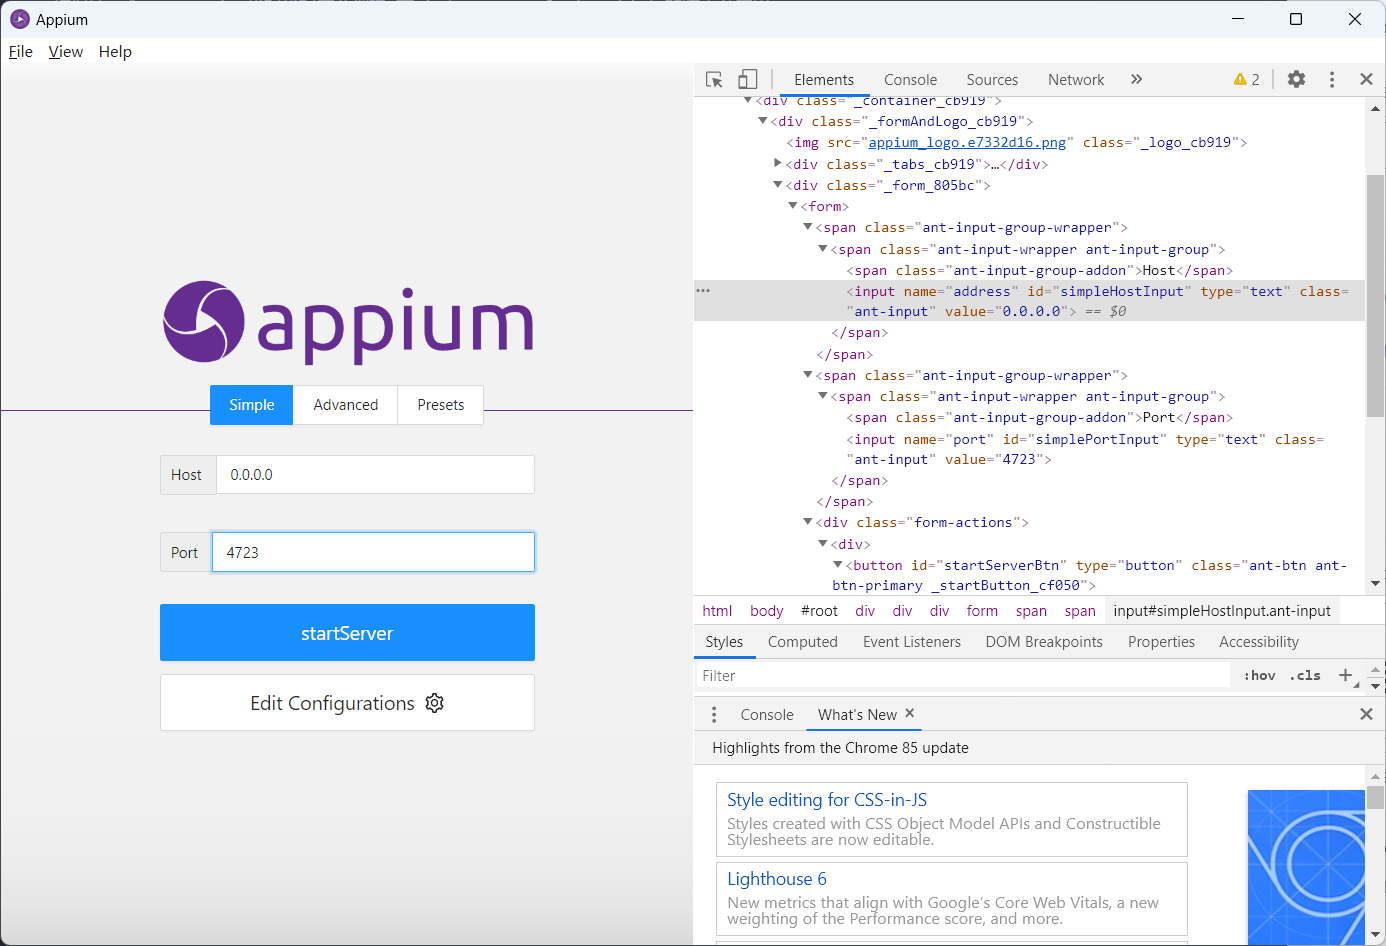 Appium
File View Help
appium
Simple Advanced Presets
Host 0.0.0.0
Port 4723
startServer
Edit Configurations
Elements Console Sources Network » 2
<div class="_container_cb919">
<div class="_formAndLogo_cb919">
<img src="appium_logo.e7332d16.png" class="_logo_cb919">
<div class="_tabs_cb919">…</div>
<div class="_form_805bc">
<form>
<span class="ant-input-group-wrapper">
<span class="ant-input-wrapper ant-input-group">
<span class="ant-input-group-addon">Host</span>
<input name="address" id="simpleHostInput" type="text" class=
"ant-input" value="0.0.0.0"> == $0
</span>
</span>
<span class="ant-input-group-wrapper">
<span class="ant-input-wrapper ant-input-group">
<span class="ant-input-group-addon">Port</span>
<input name="port" id="simplePortInput" type="text" class=
"ant-input" value="4723">
</span>
</span>
<div class="form-actions">
<div>
<button id="startServerBtn" type="button" class="ant-btn ant-
btn-primary _startButton_cf050">
html body #root div div div form span span input#simpleHostInput.ant-input
Styles Computed Event Listeners DOM Breakpoints Properties Accessibility
Filter :hov .cls +
Console What's New ×
Highlights from the Chrome 85 update
Style editing for CSS-in-JS
Styles created with CSS Object Model APIs and Constructible
Stylesheets are now editable.
Lighthouse 6
New metrics that align with Google's Core Web Vitals, a new
weighting of the Performance score, and more.